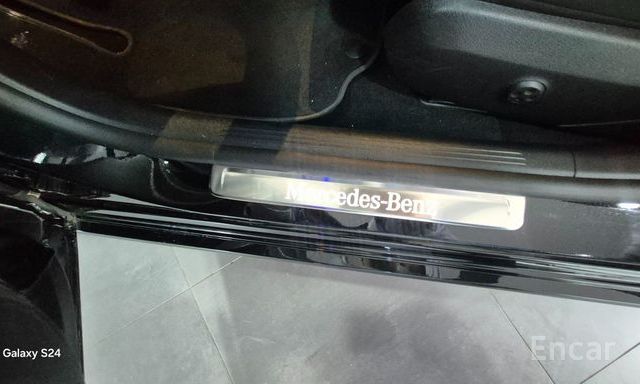 Mercedes-Benz
Galaxy S24
Encar